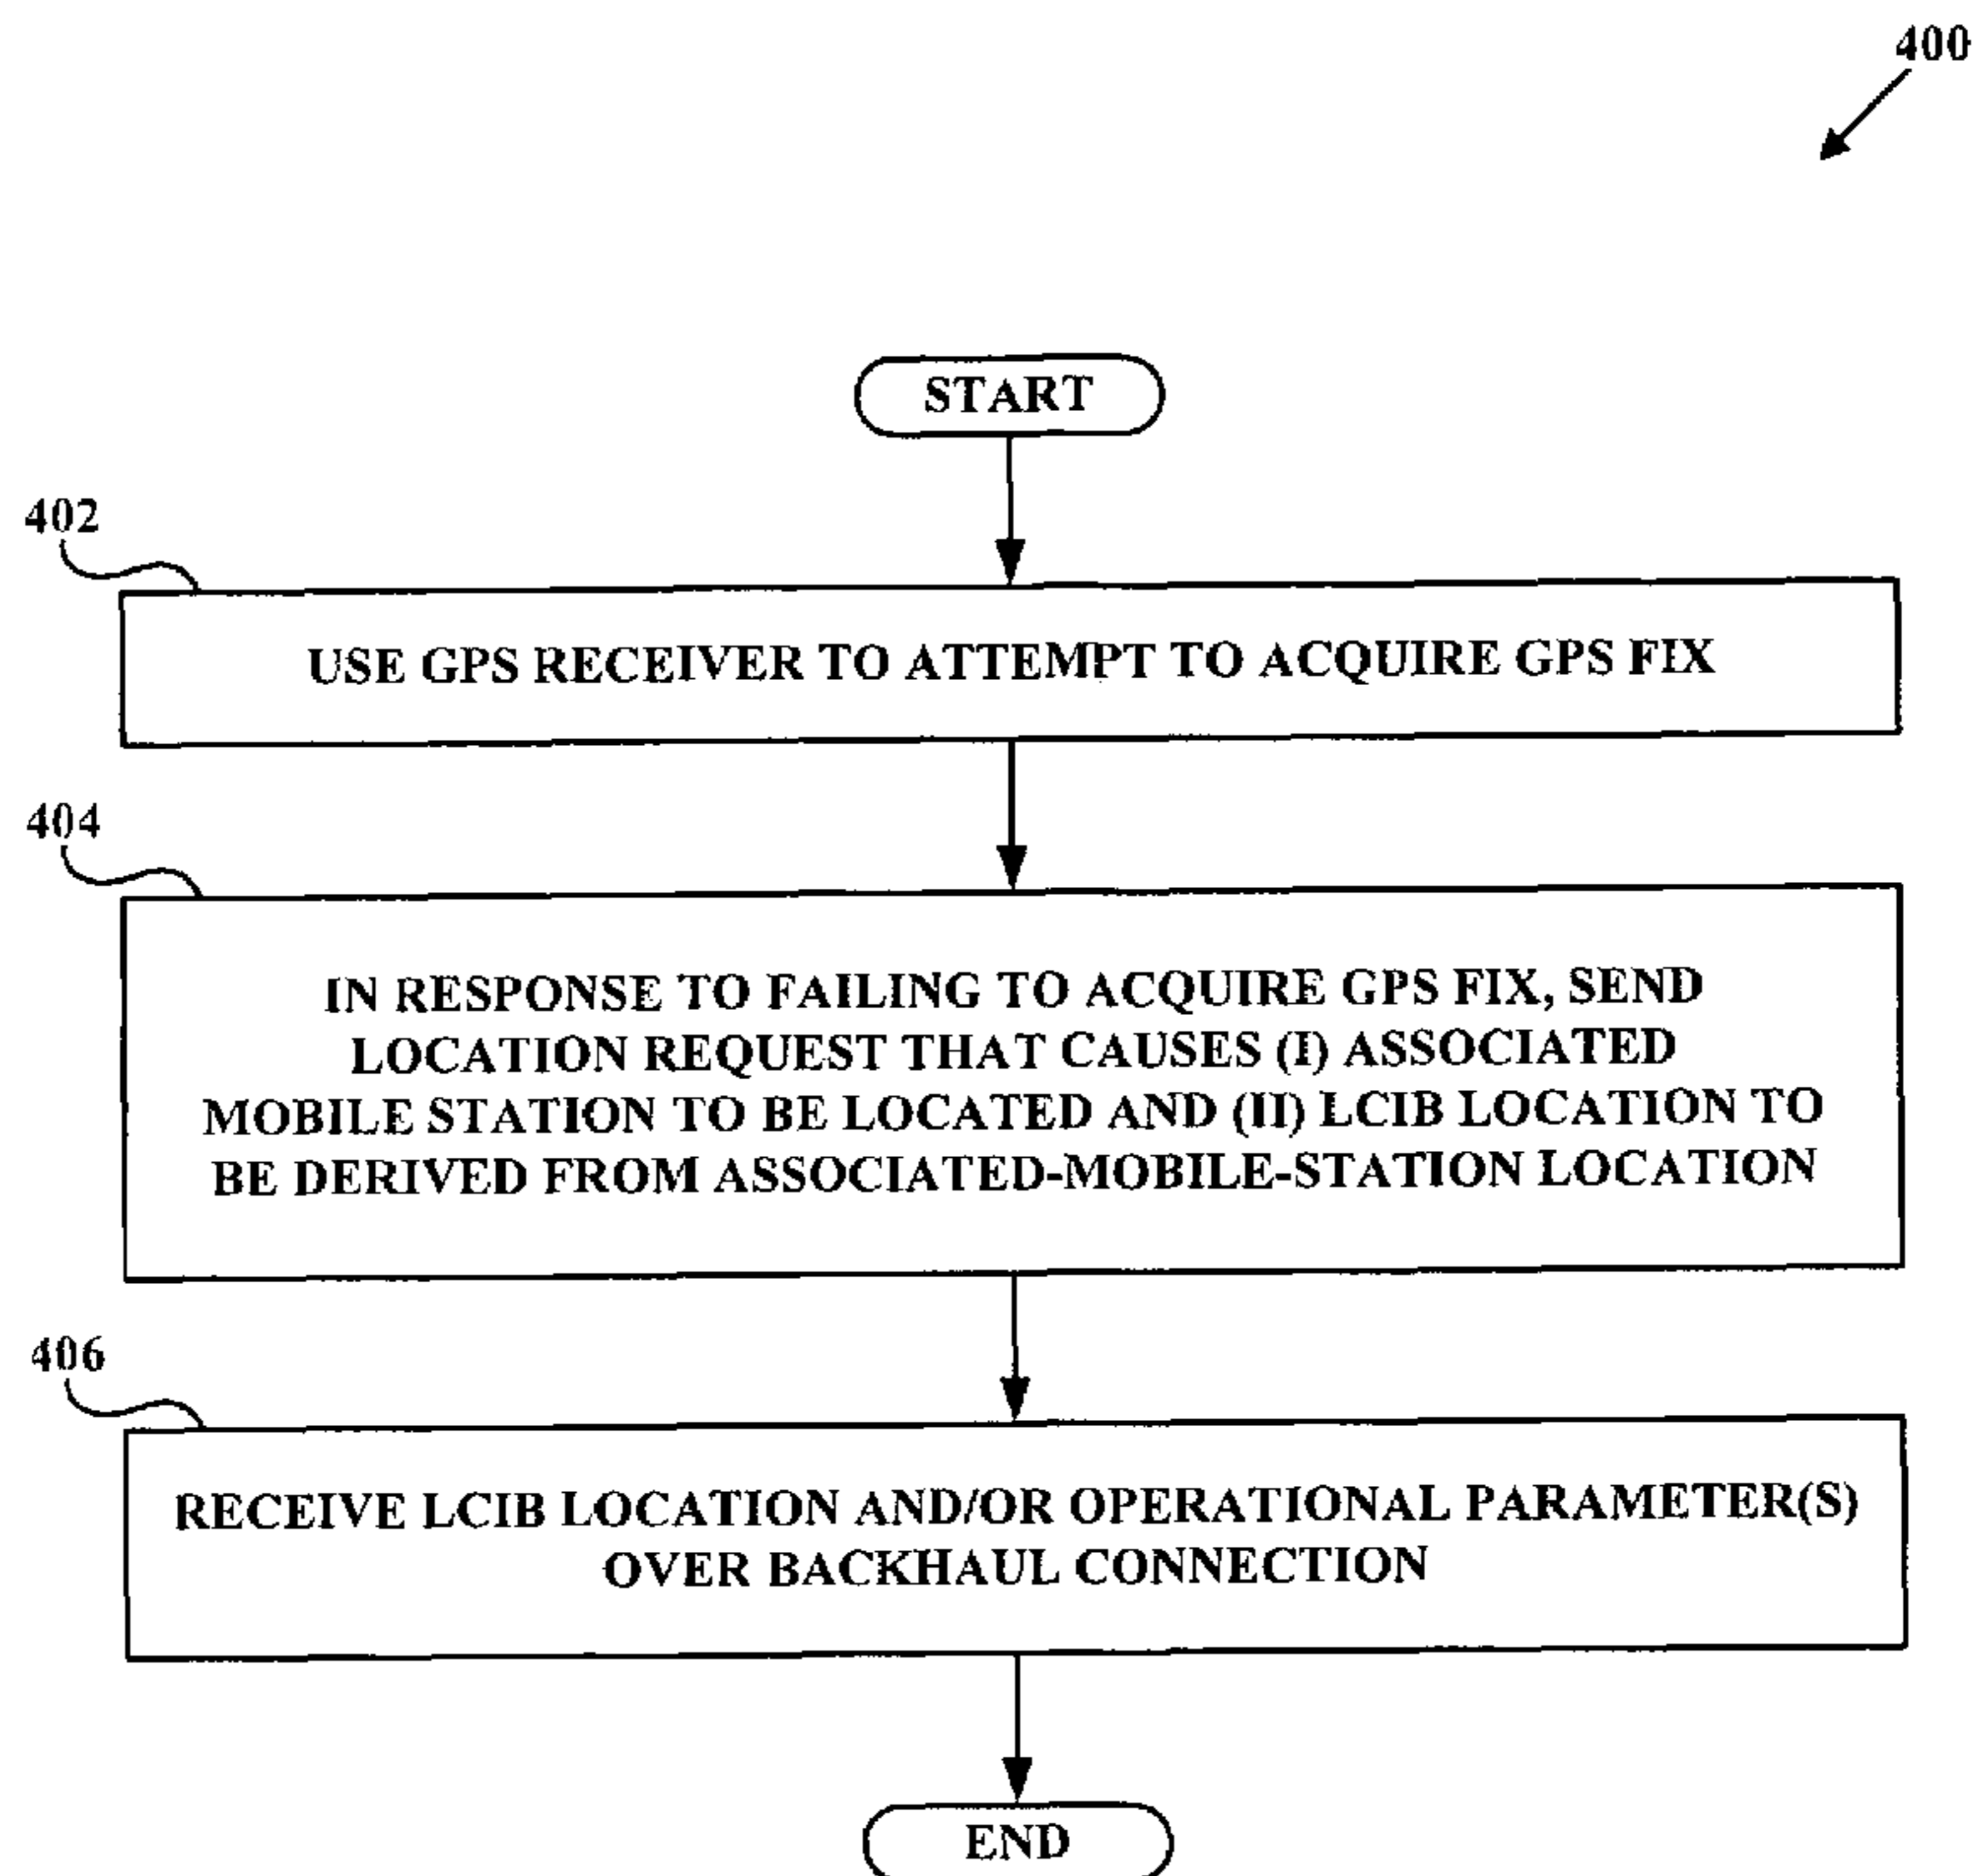 400
START
402
USE GPS RECEIVER TO ATTEMPT TO ACQUIRE GPS FIX
404
IN RESPONSE TO FAILING TO ACQUIRE GPS FIX, SEND
LOCATION REQUEST THAT CAUSES (I) ASSOCIATED
MOBILE STATION TO BE LOCATED AND (II) LCIB LOCATION TO
BE DERIVED FROM ASSOCIATED-MOBILE-STATION LOCATION
406
RECEIVE LCIB LOCATION AND/OR OPERATIONAL PARAMETER(S)
OVER BACKHAUL CONNECTION
END